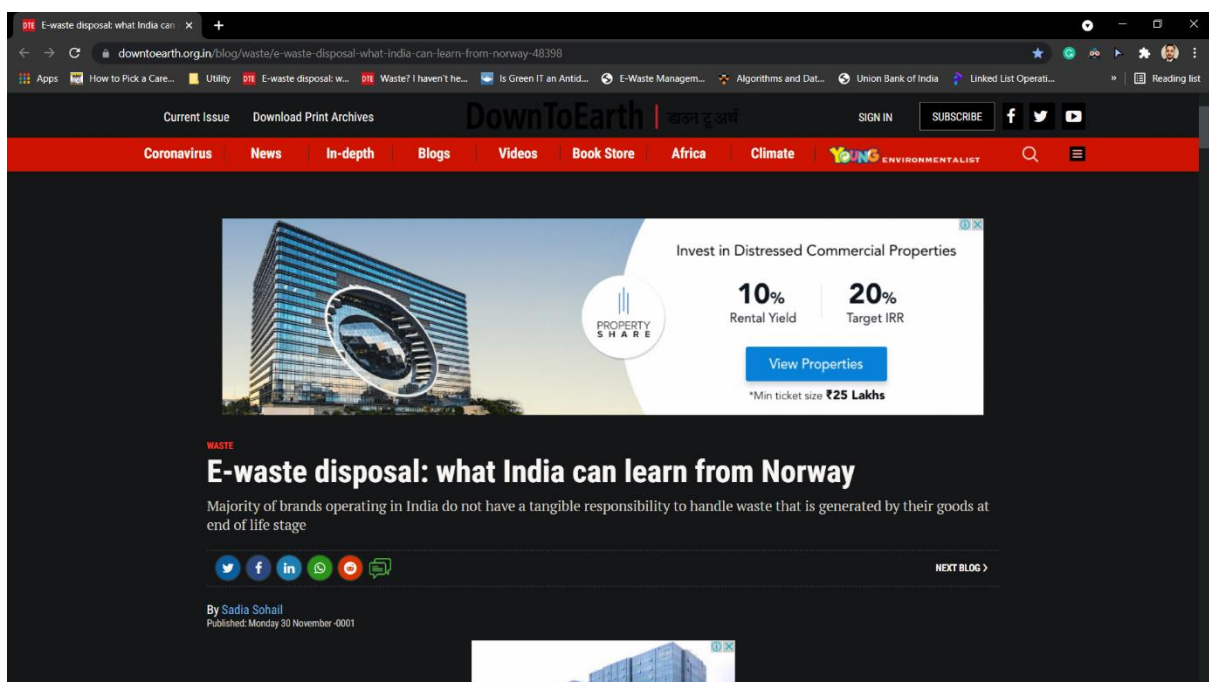 DTE E-waste disposal: what India can
downtoearth.org.in/blog/waste/e-waste-disposal-what-india-can-learn-from-norway-48398
Apps How to Pick a Care... Utility DTE E-waste disposal: w... DTE Waste? I haven't he... Is Green IT an Antid... E-Waste Managem... Algorithms and Dat... Union Bank of India Linked List Operati... » Reading list
Current Issue Download Print Archives DownToEarth | डाउन टू अर्थ SIGN IN SUBSCRIBE
Coronavirus News In-depth Blogs Videos Book Store Africa Climate YOUNG ENVIRONMENTALIST
Invest in Distressed Commercial Properties
10% 20%
Rental Yield Target IRR
PROPERTY
SHARE
View Properties
*Min ticket size ₹25 Lakhs
WASTE
E-waste disposal: what India can learn from Norway
Majority of brands operating in India do not have a tangible responsibility to handle waste that is generated by their goods at
end of life stage
NEXT BLOG >
By Sadia Sohail
Published: Monday 30 November -0001